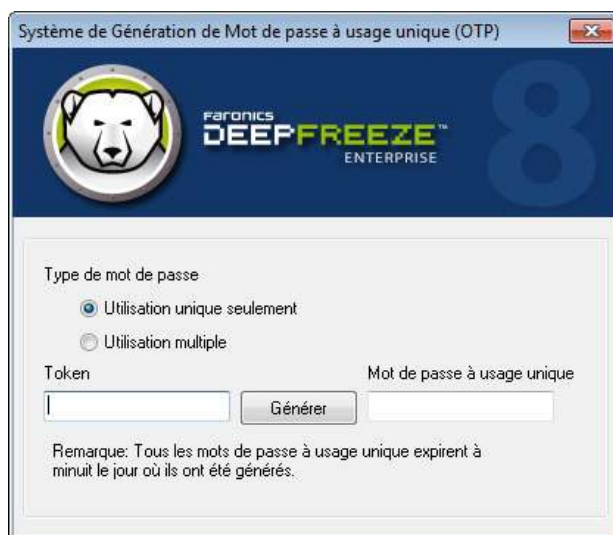 Système de Génération de Mot de passe à usage unique (OTP)
FARONICS
DEEPFREEZE™
ENTERPRISE
8
Type de mot de passe
Utilisation unique seulement
Utilisation multiple
Token
Mot de passe à usage unique
Générer
Remarque: Tous les mots de passe à usage unique expirent à
minuit le jour où ils ont été générés.